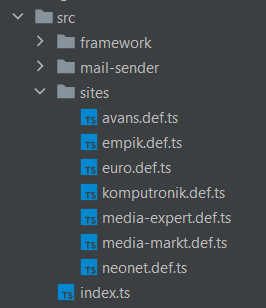 src
framework
mail-sender
sites
TS avans.def.ts
TS empik.def.ts
TS euro.def.ts
TS komputronik.def.ts
TS media-expert.def.ts
TS media-markt.def.ts
TS neonet.def.ts
TS index.ts